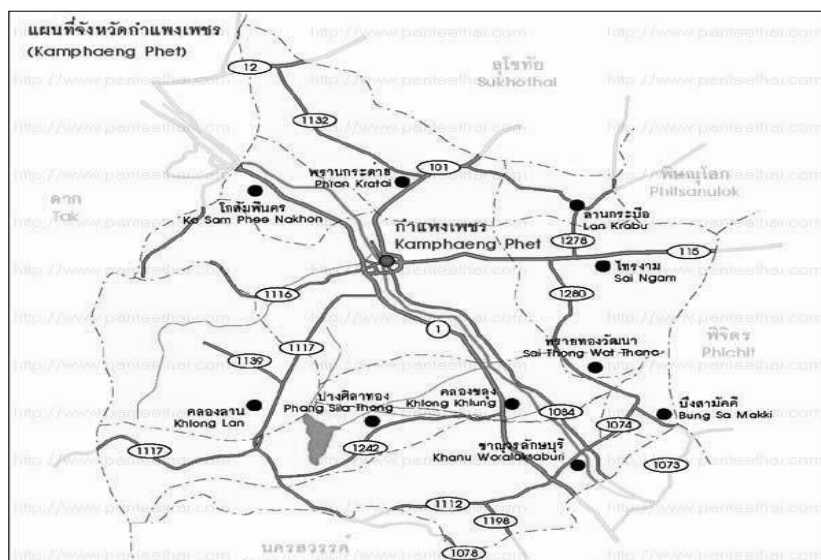 แผนที่จังหวัดกำแพงเพชร
(Kamphaeng Phet)
http://www.panteethai.com
12
สุโขทัย
Sukhothai
1132
พรานกระต่าย
Phran Kratai
101
พิษณุโลก
Phitsanulok
ตาก
Tak
โกสัมพีนคร
Ko Sam Phee Nakhon
ลานกระบือ
Lan Krabu
กำแพงเพชร
Kamphaeng Phet
1278
115
ไทรงาม
Sai Ngam
1116
1280
1
พิจิตร
Phichit
ทรายทองวัฒนา
Sai Thong Wat Thana
1117
1139
ปางศิลาทอง
Phang Sila Thong
คลองขลุง
Khlong Khlung
คลองลาน
Khlong Lan
1084
บึงสามัคคี
Bung Sa Makki
1074
1117
1242
ขาณุวรลักษบุรี
Khanu Woralaksaburi
1073
1112
1198
1078
นครสวรรค์